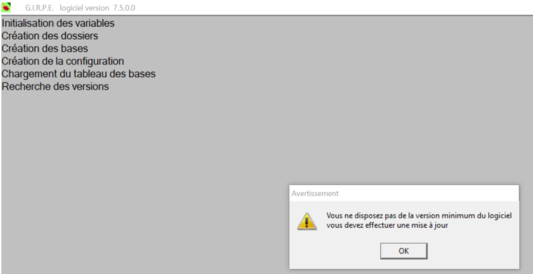 G.I.R.P.E. logiciel version 7.5.0.0
Initialisation des variables
Création des dossiers
Création des bases
Création de la configuration
Chargement du tableau des bases
Recherche des versions
Avertissement
Vous ne disposez pas de la version minimum du logiciel
vous devez effectuer une mise à jour
OK